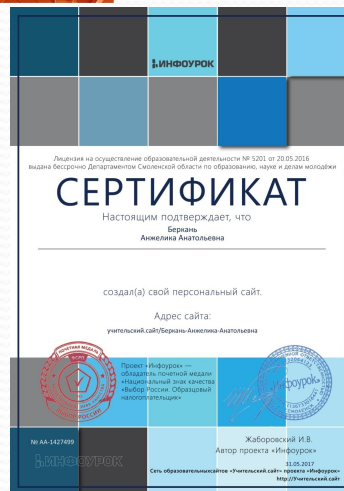 ИНФОУРОК
Лицензия на осуществление образовательной деятельности № 5201 от 20.05.2016
выдана бессрочно Департаментом Смоленской области по образованию, науке и делам молодёжи
СЕРТИФИКАТ
Настоящим подтверждает, что
Беркань
Анжелика Анатольевна
создал(а) свой персональный сайт.
Адрес сайта:
учительский.сайт/Беркань-Анжелика-Анатольевна
Проект «Инфоурок» —
обладатель почетной медали
«Национальный знак качества
«Выбор России. Образцовый
налогоплательщик»
Инфоурок
№ АА-1427499
ИНФОУРОК
Жаборовский И.В.
Автор проекта «Инфоурок»
31.05.2017
Сеть образовательныхсайтов «Учительский.сайт» проекта «Инфоурок»
http://Учительский.сайт